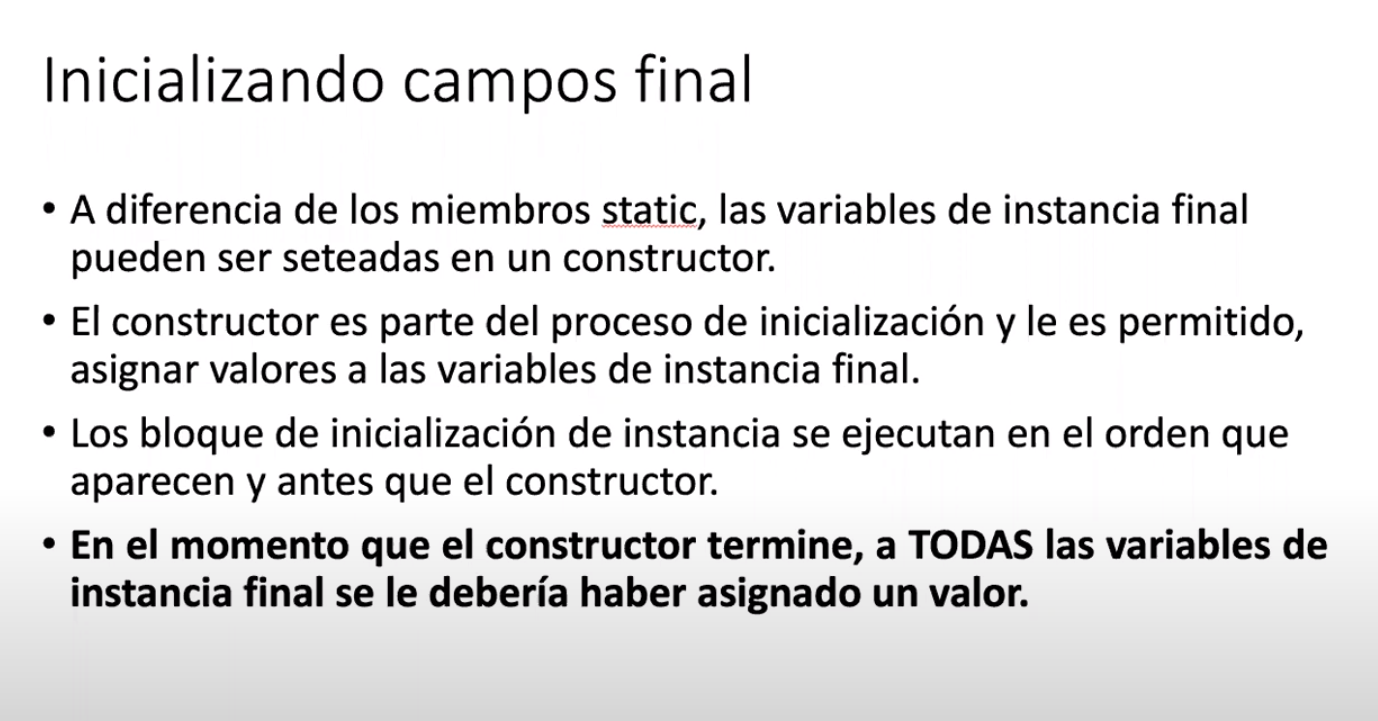 Inicializando campos final
• A diferencia de los miembros static, las variables de instancia final
pueden ser seteadas en un constructor.
• El constructor es parte del proceso de inicialización y le es permitido,
asignar valores a las variables de instancia final.
• Los bloque de inicialización de instancia se ejecutan en el orden que
aparecen y antes que el constructor.
• En el momento que el constructor termine, a TODAS las variables de
instancia final se le debería haber asignado un valor.